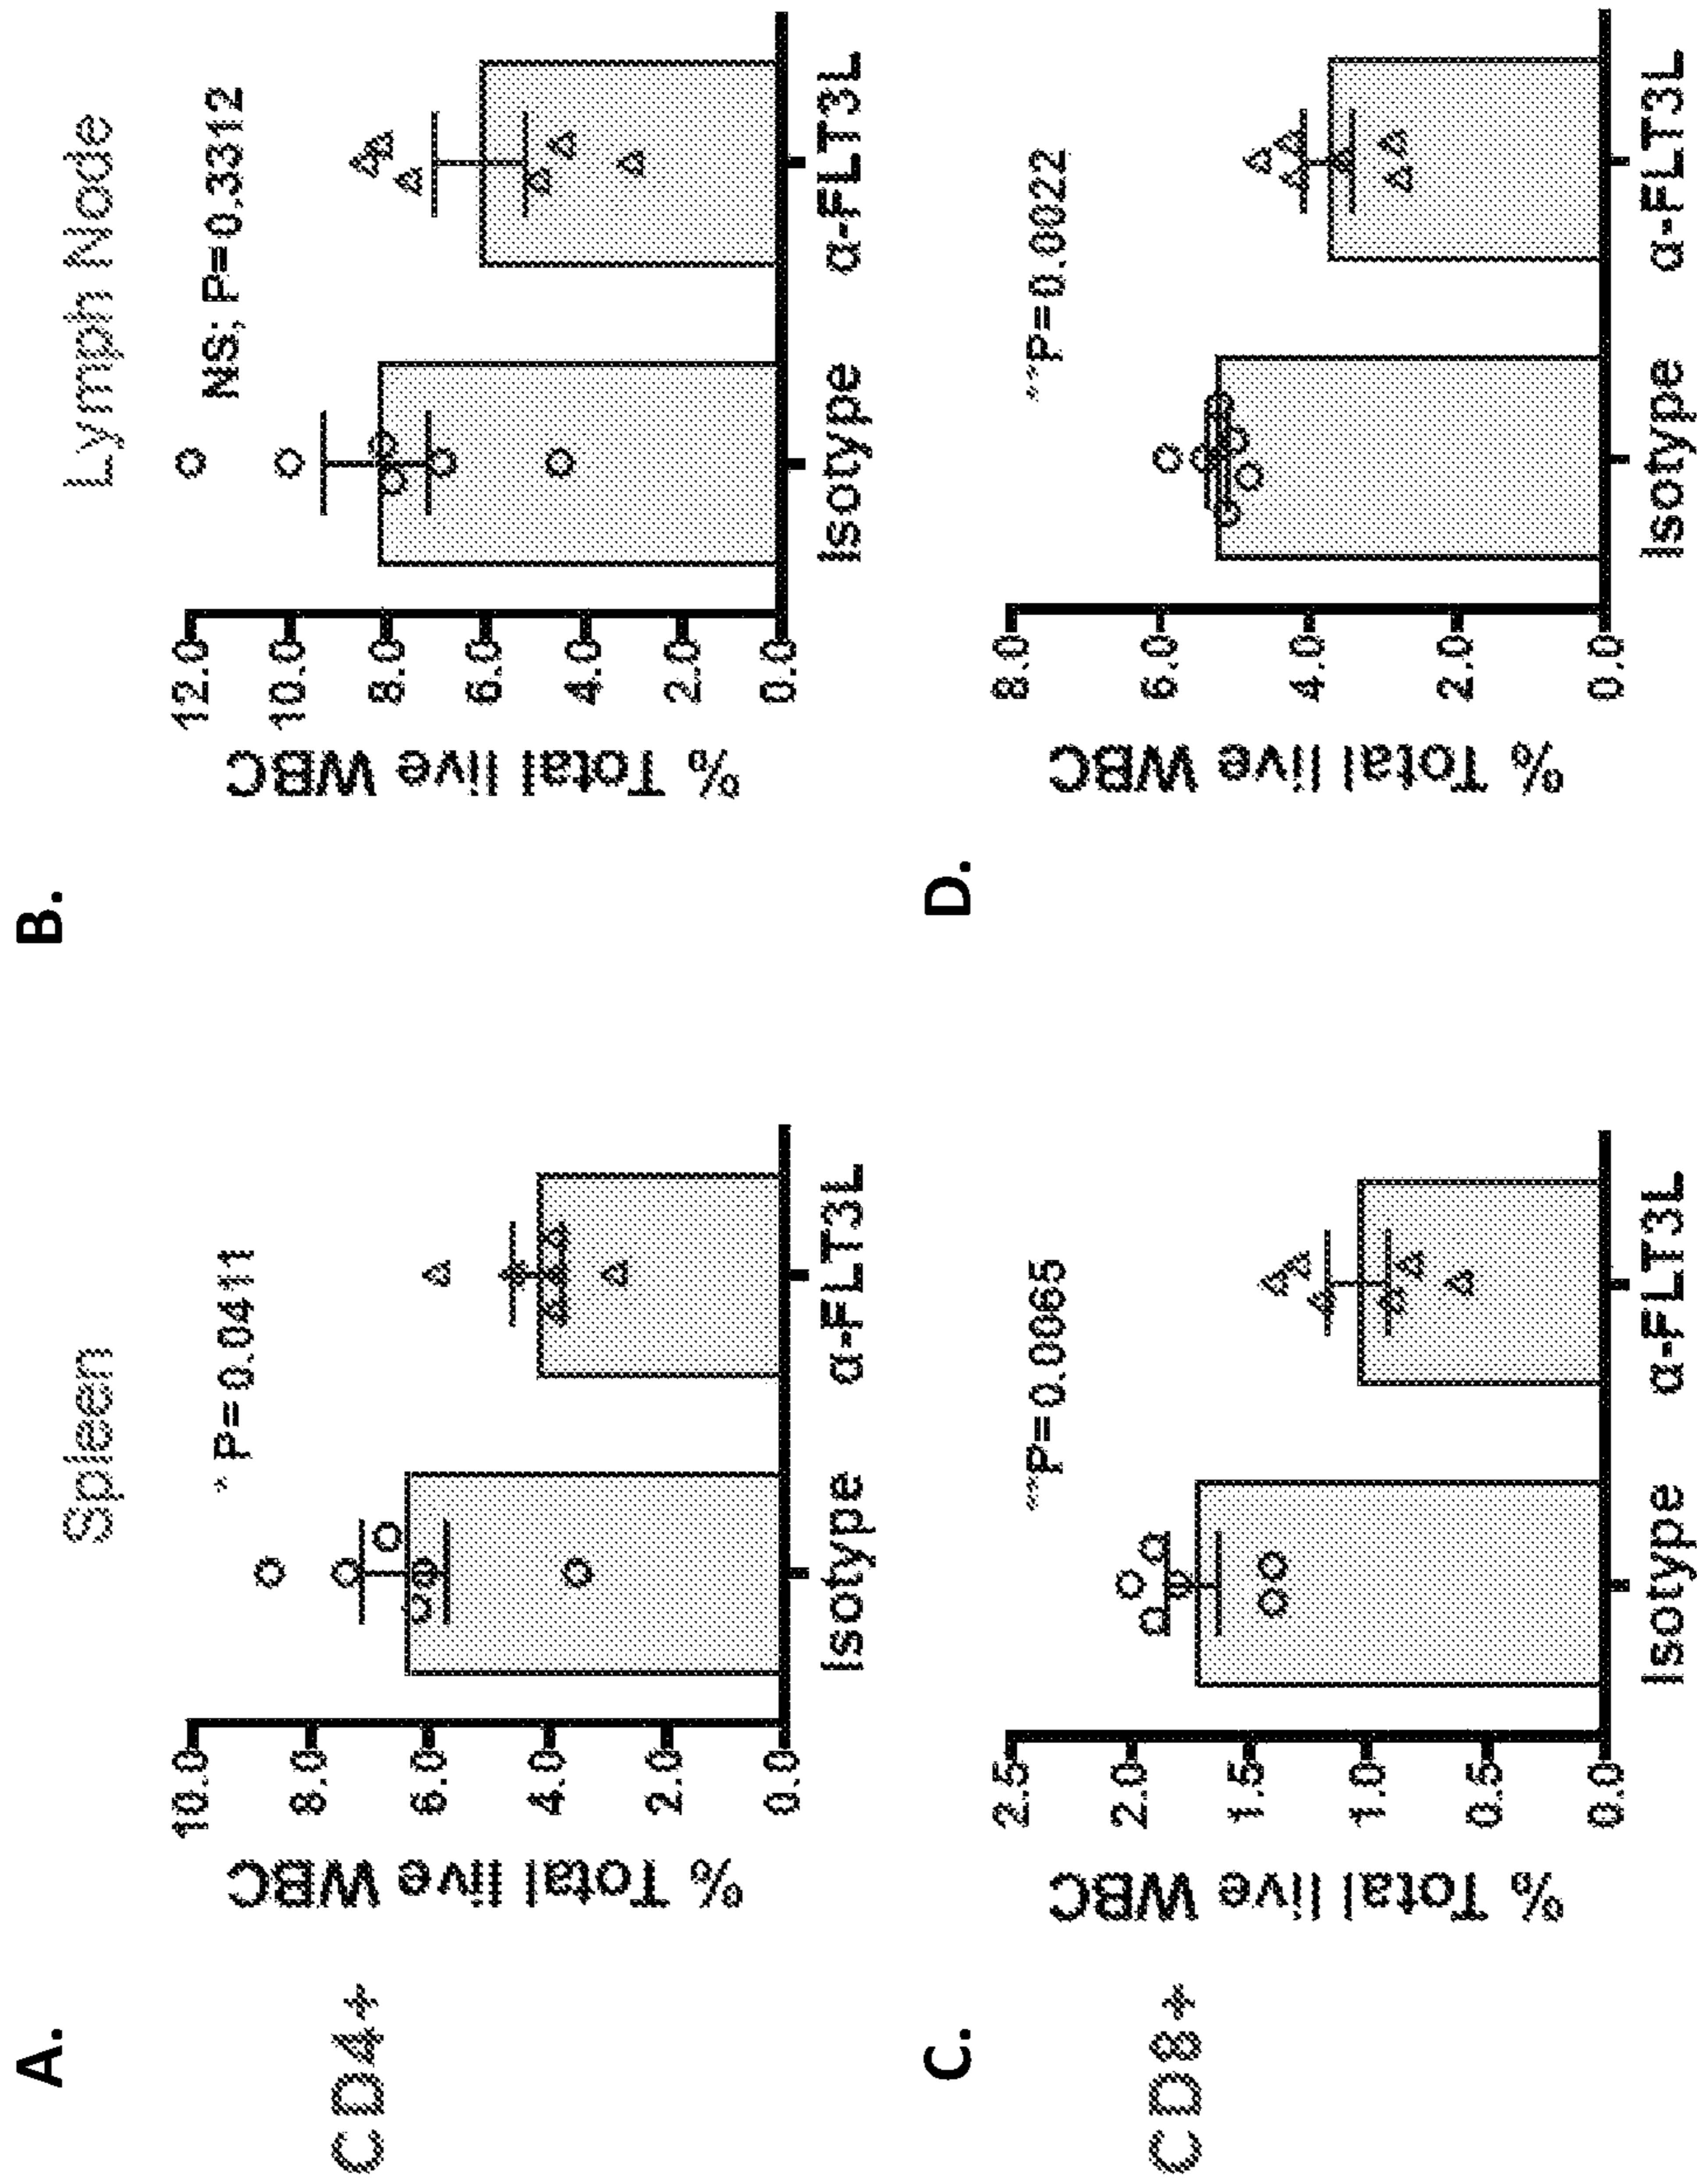 A.
Spleen
CD4+
% Total live WBC
10.0
8.0
6.0
4.0
2.0
0.0
* P=0.0411
Isotype
α-FLT3L
B.
Lymph Node
% Total live WBC
12.0
10.0
8.0
6.0
4.0
2.0
0.0
NS; P=0.3312
Isotype
α-FLT3L
C.
CD8+
% Total live WBC
2.5
2.0
1.5
1.0
0.5
0.0
**P=0.0065
Isotype
α-FLT3L
D.
% Total live WBC
8.0
6.0
4.0
2.0
0.0
**P=0.0022
Isotype
α-FLT3L